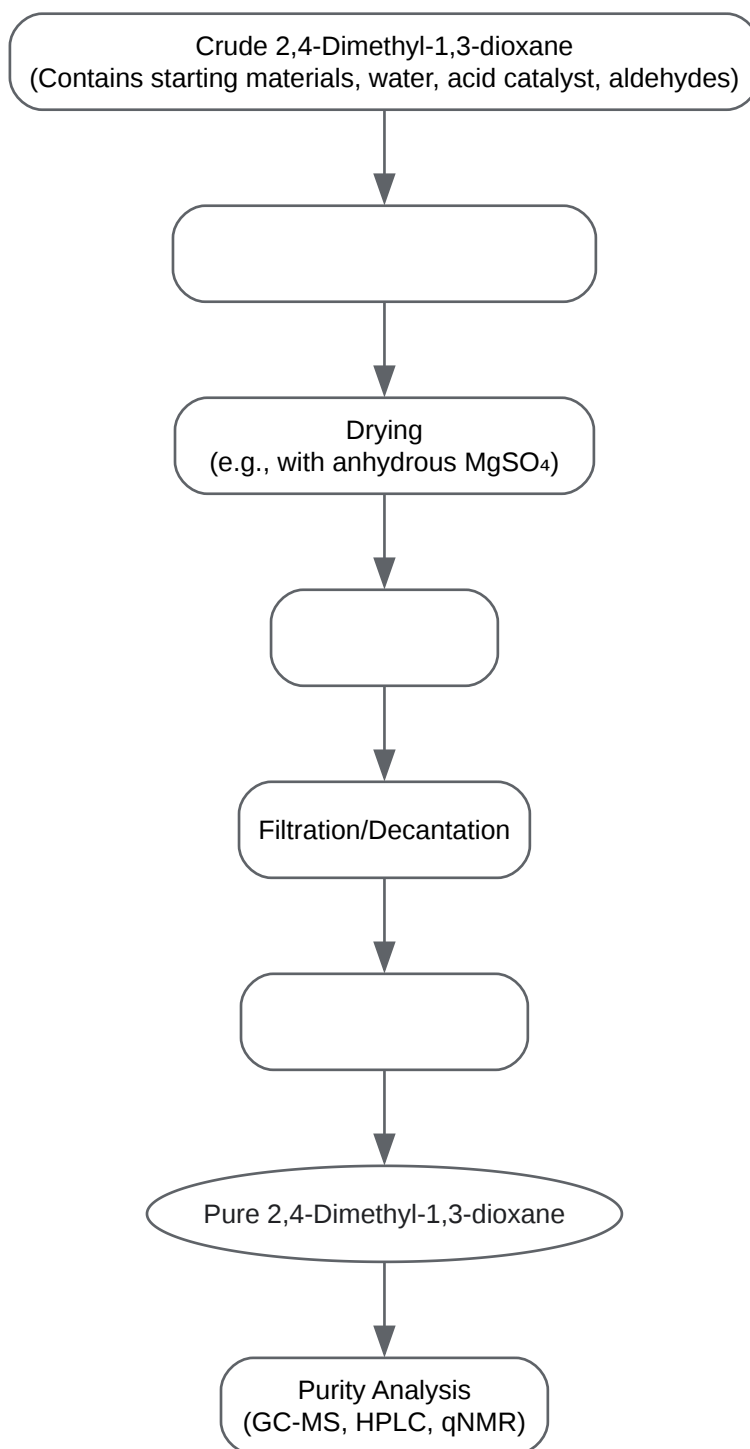 Crude 2,4-Dimethyl-1,3-dioxane
(Contains starting materials, water, acid catalyst, aldehydes)
Drying
(e.g., with anhydrous MgSO₄)
Filtration/Decantation
Pure 2,4-Dimethyl-1,3-dioxane
Purity Analysis
(GC-MS, HPLC, qNMR)